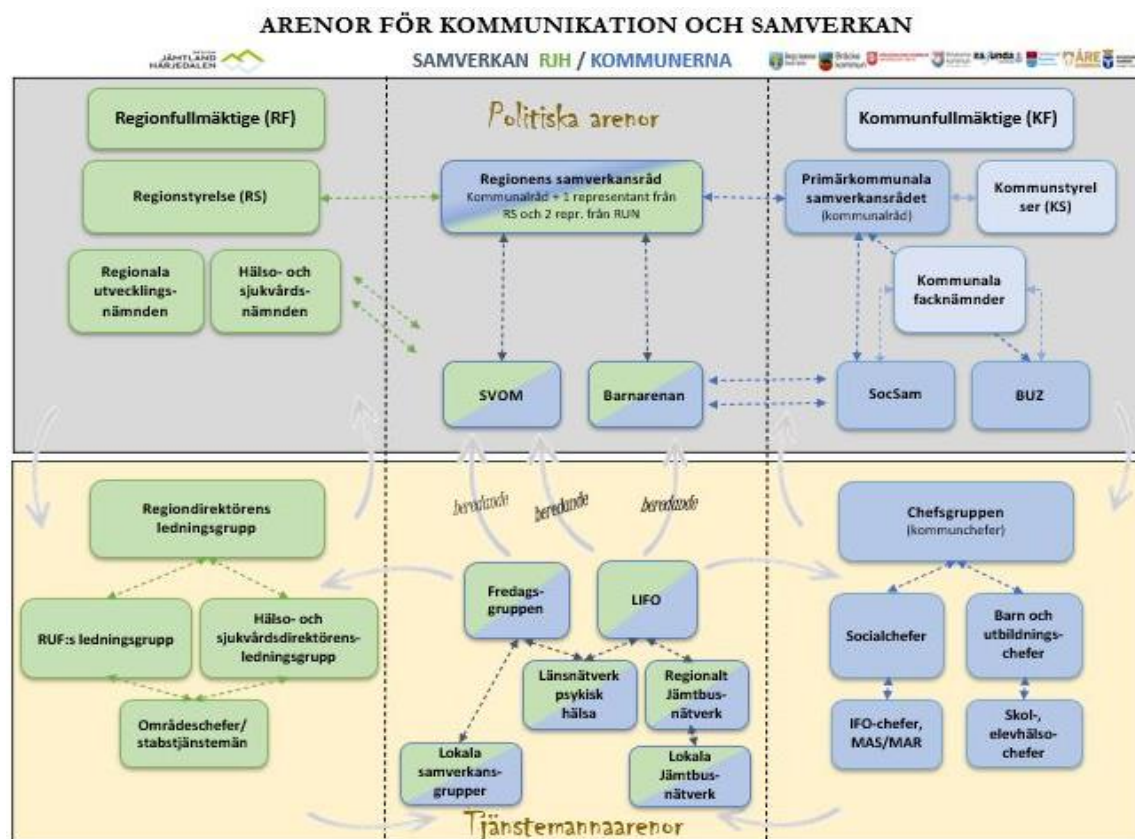 ARENOR FÖR KOMMUNIKATION OCH SAMVERKAN
JÄMTLAND
HÄRJEDALEN
SAMVERKAN RJH / KOMMUNERNA
Bräcke
kommun
ÅRE
Politiska arenor
Regionfullmäktige (RF)
Kommunfullmäktige (KF)
Regionstyrelse (RS)
Regionens samverkansråd
Kommunalråd + 1 representant från
RS och 2 repr. från RUN
Primärkommunala
samverkansrådet
(kommunalråd)
Kommunstyrel
ser (KS)
Regionala
utvecklings-
nämnden
Hälso- och
sjukvårds-
nämnden
Kommunala
facknämnder
SVOM
Barnarenan
SocSam
BUZ
beredande
beredande
beredande
Regiondirektörens
ledningsgrupp
Chefsgruppen
(kommunchefer)
Fredags-
gruppen
LIFO
RUF:s ledningsgrupp
Hälso- och
sjukvårdsdirektörens-
ledningsgrupp
Socialchefer
Barn och
utbildnings-
chefer
Länsnätverk
psykisk
hälsa
Regionalt
Jämtbus-
nätverk
Områdeschefer/
stabstjänstemän
IFO-chefer,
MAS/MAR
Skol-,
elevhälso-
chefer
Lokala
samverkans-
grupper
Lokala
Jämtbus-
nätverk
Tjänstemannaarenor